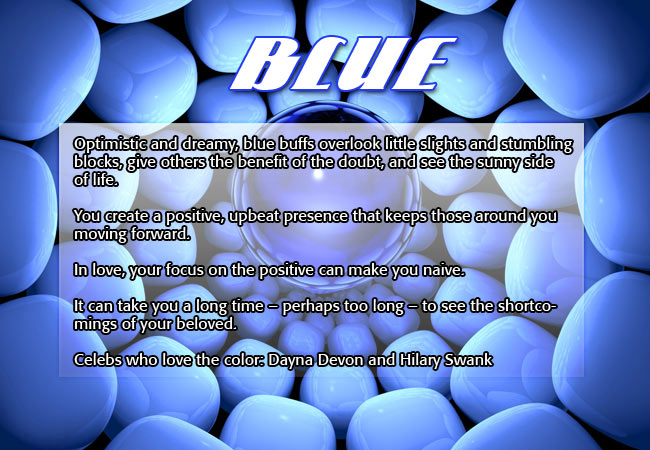 BLUE
Optimistic and dreamy, blue buffs overlook little slights and stumbling
blocks, give others the benefit of the doubt, and see the sunny side
of life.
You create a positive, upbeat presence that keeps those around you
moving forward.
In love, your focus on the positive can make you naive.
It can take you a long time – perhaps too long – to see the shortco-
mings of your beloved.
Celebs who love the color: Dayna Devon and Hilary Swank